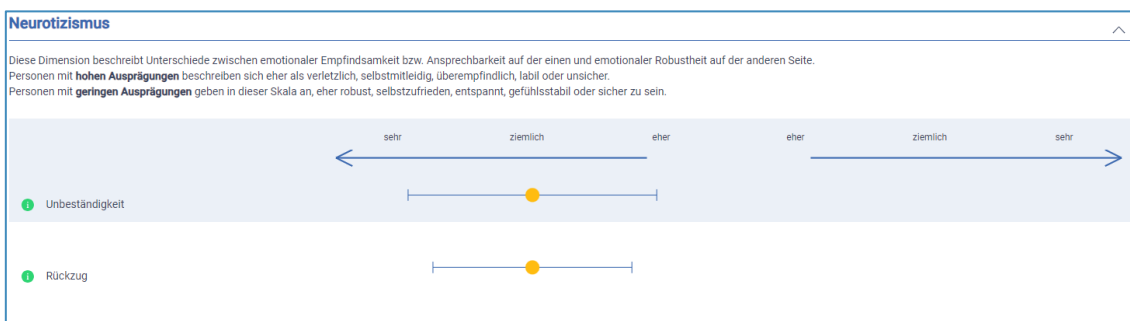 Neurotizismus
Diese Dimension beschreibt Unterschiede zwischen emotionaler Empfindsamkeit bzw. Ansprechbarkeit auf der einen und emotionaler Robustheit auf der anderen Seite.
Personen mit hohen Ausprägungen beschreiben sich eher als verletzlich, selbstmitleidig, überempfindlich, labil oder unsicher.
Personen mit geringen Ausprägungen geben in dieser Skala an, eher robust, selbstzufrieden, entspannt, gefühlsstabil oder sicher zu sein.
sehr ziemlich eher eher ziemlich sehr
i Unbeständigkeit
i Rückzug